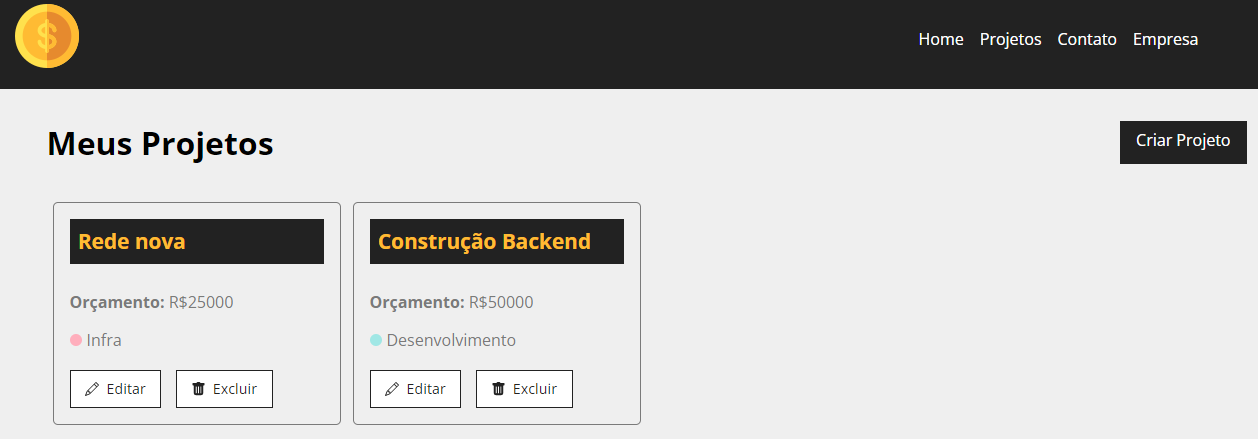 $
Home Projetos Contato Empresa
Meus Projetos
Criar Projeto
Rede nova
Orçamento: R$25000
Infra
Editar Excluir
Construção Backend
Orçamento: R$50000
Desenvolvimento
Editar Excluir